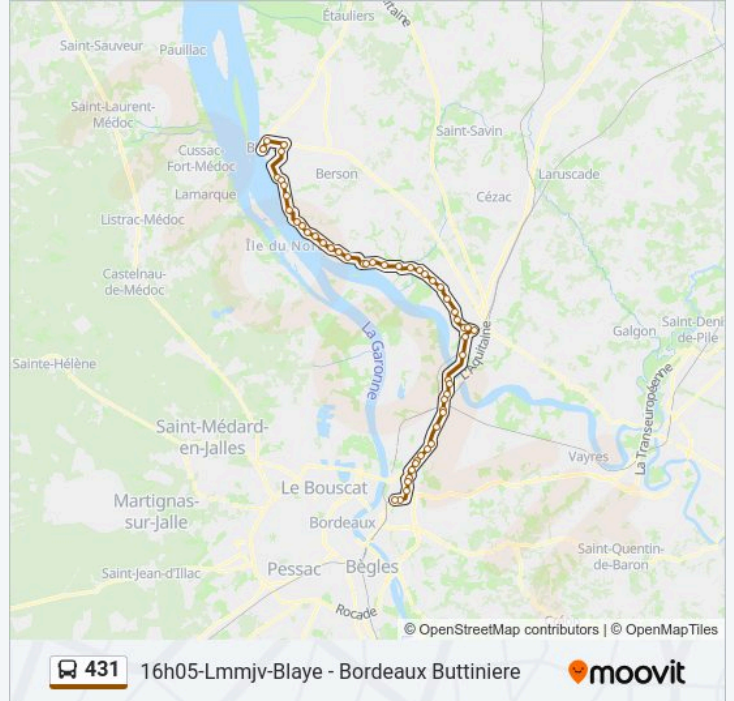 Étauliers
Saint-Sauveur
Pauillac
Saint-Laurent-
Médoc
Saint-Savin
Cussac-
Fort-Médoc
Berson
Laruscade
Lamarque
Cézac
Listrac-Médoc
Castelnau-
de-Médoc
La Garonne
L'Aquitaine
Galgon
Saint-Deni
de-Pile
Sainte-Hélène
La Transeuropéenne
Saint-Médard-
en-Jalles
Vayres
Le Bouscat
Martignas-
sur-Jalle
Bordeaux
Saint-Quentin-
de-Baron
Saint-Jean-d'Illac
Pessac
Bègles
Rocade
© OpenStreetMap contributors | © OpenMapTiles
431 16h05-Lmmjv-Blaye - Bordeaux Buttiniere
moovit